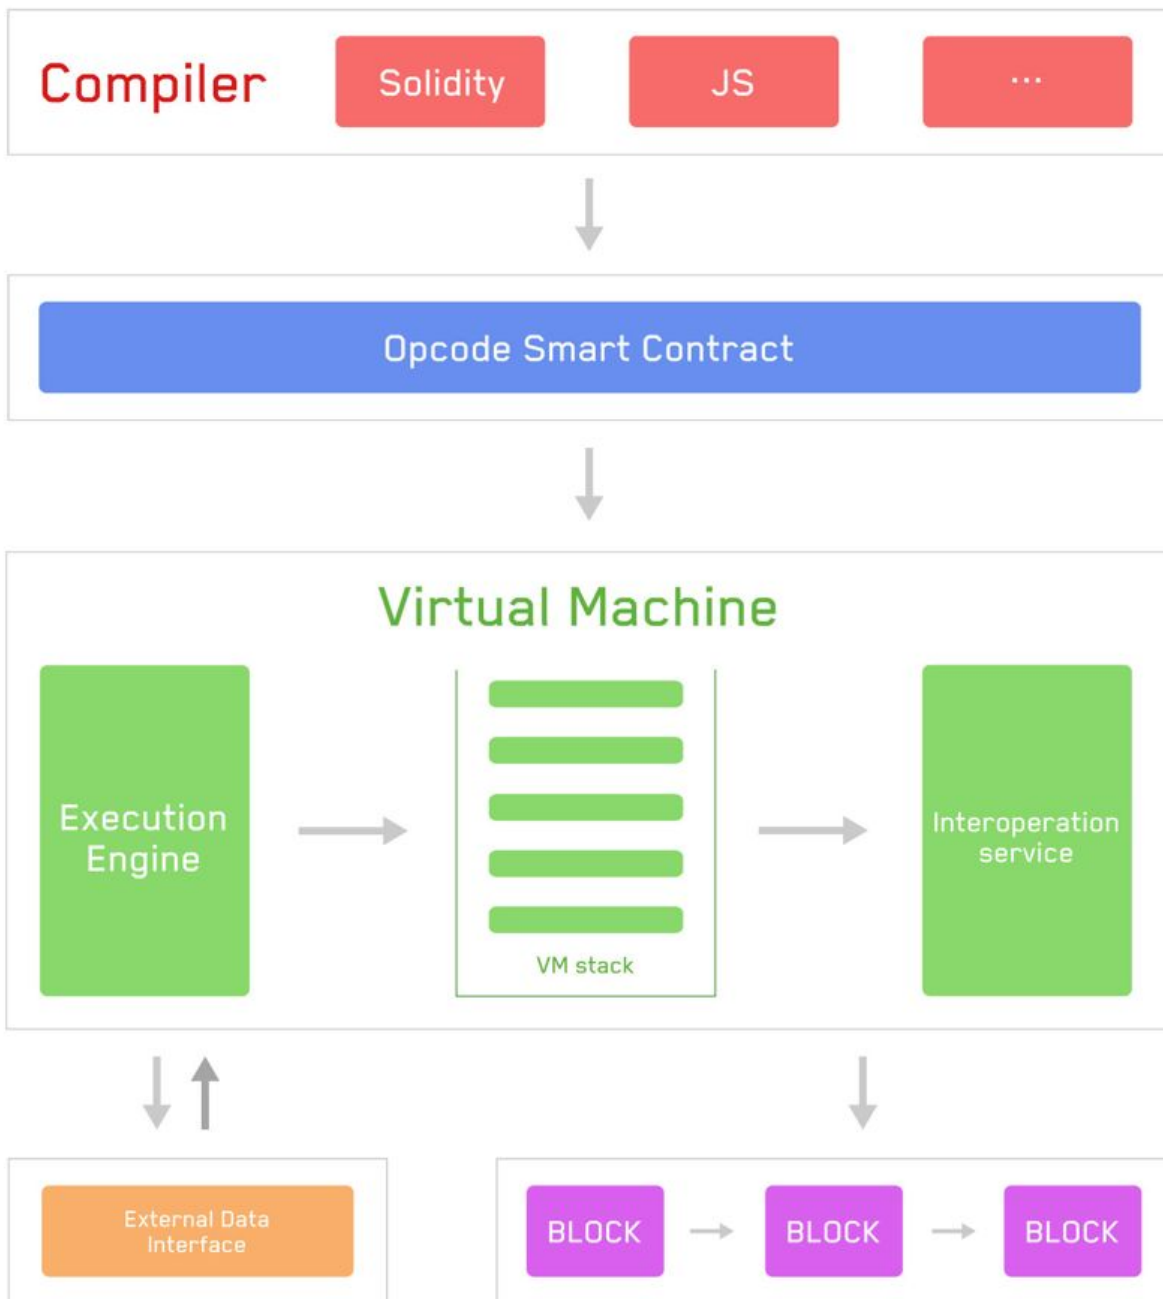 Compiler
Solidity
JS
...
Opcode Smart Contract
Virtual Machine
Execution
Engine
VM stack
Interoperation
service
External Data
Interface
BLOCK
BLOCK
BLOCK